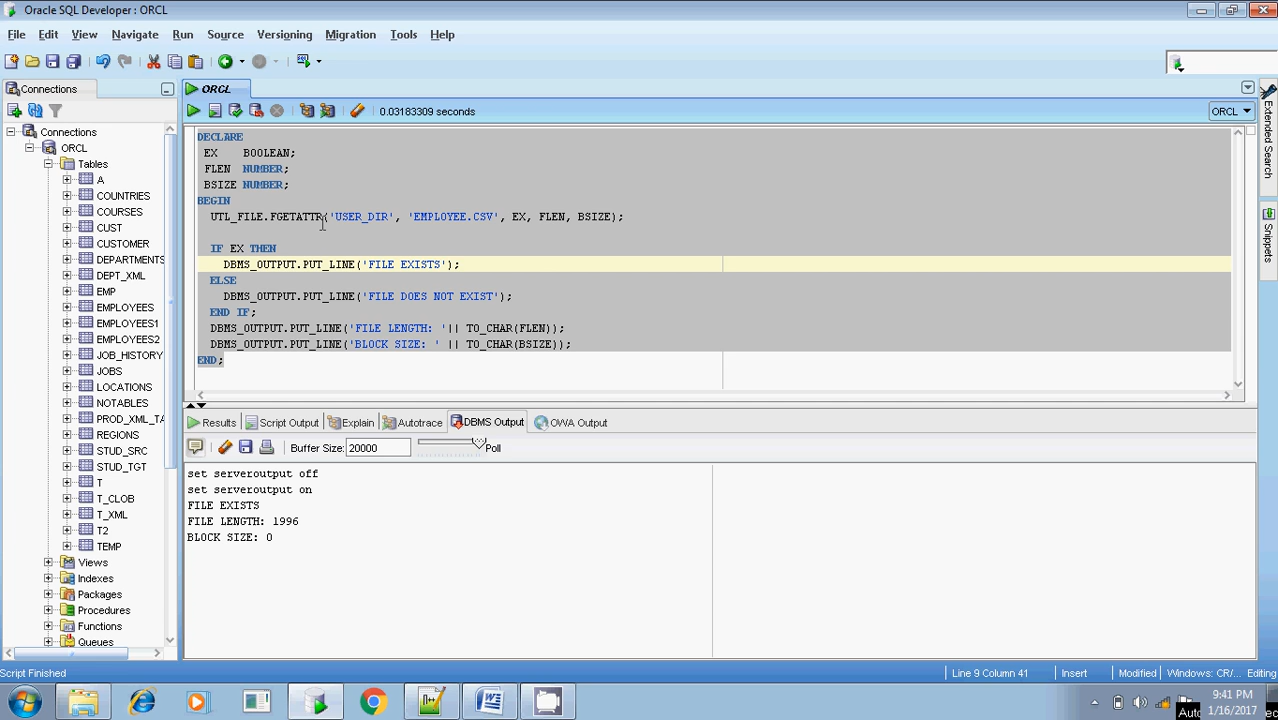 Oracle SQL Developer : ORCL
File Edit View Navigate Run Source Versioning Migration Tools Help
Connections
ORCL
0.03183309 seconds
ORCL
Connections
ORCL
Tables
A
COUNTRIES
COURSES
CUST
CUSTOMER
DEPARTMENTS
DEPT_XML
EMP
EMPLOYEES
EMPLOYEES1
EMPLOYEES2
JOB_HISTORY
JOBS
LOCATIONS
NOTABLES
PROD_XML_TA
REGIONS
STUD_SRC
STUD_TGT
T
T_CLOB
T_XML
T2
TEMP
Views
Indexes
Packages
Procedures
Functions
Queues
DECLARE
EX BOOLEAN;
FLEN NUMBER;
BSIZE NUMBER;
BEGIN
UTL_FILE.FGETATTR('USER_DIR', 'EMPLOYEE.CSV', EX, FLEN, BSIZE);
IF EX THEN
DBMS_OUTPUT.PUT_LINE('FILE EXISTS');
ELSE
DBMS_OUTPUT.PUT_LINE('FILE DOES NOT EXIST');
END IF;
DBMS_OUTPUT.PUT_LINE('FILE LENGTH: '|| TO_CHAR(FLEN));
DBMS_OUTPUT.PUT_LINE('BLOCK SIZE: ' || TO_CHAR(BSIZE));
END;
Results Script Output Explain Autotrace DBMS Output OWA Output
Buffer Size: 20000 Poll
set serveroutput off
set serveroutput on
FILE EXISTS
FILE LENGTH: 1996
BLOCK SIZE: 0
Extended Search
Snippets
Script Finished
Line 9 Column 41 Insert Modified Windows: CR/... Editing
9:41 PM
1/16/2017